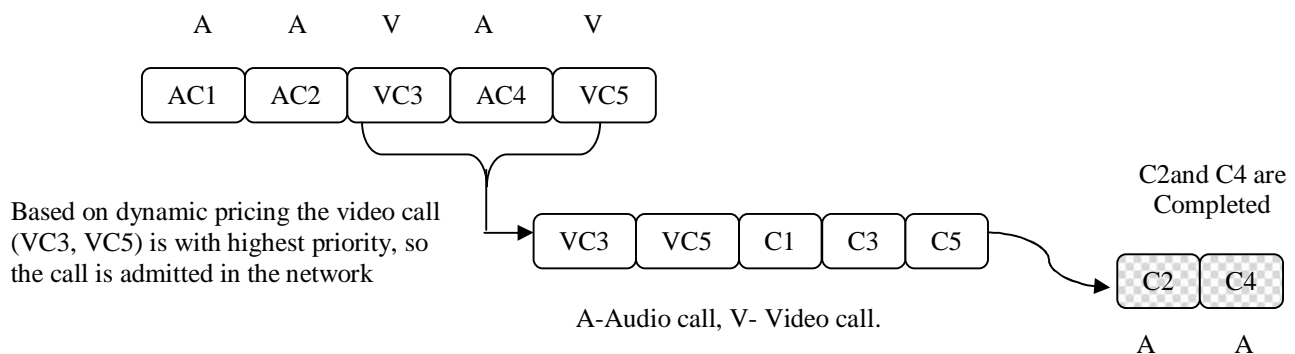 A A V A V
AC1 AC2 VC3 AC4 VC5
C2and C4 are
Completed
Based on dynamic pricing the video call
(VC3, VC5) is with highest priority, so
the call is admitted in the network
VC3 VC5 C1 C3 C5
C2 C4
A-Audio call, V- Video call.
A A